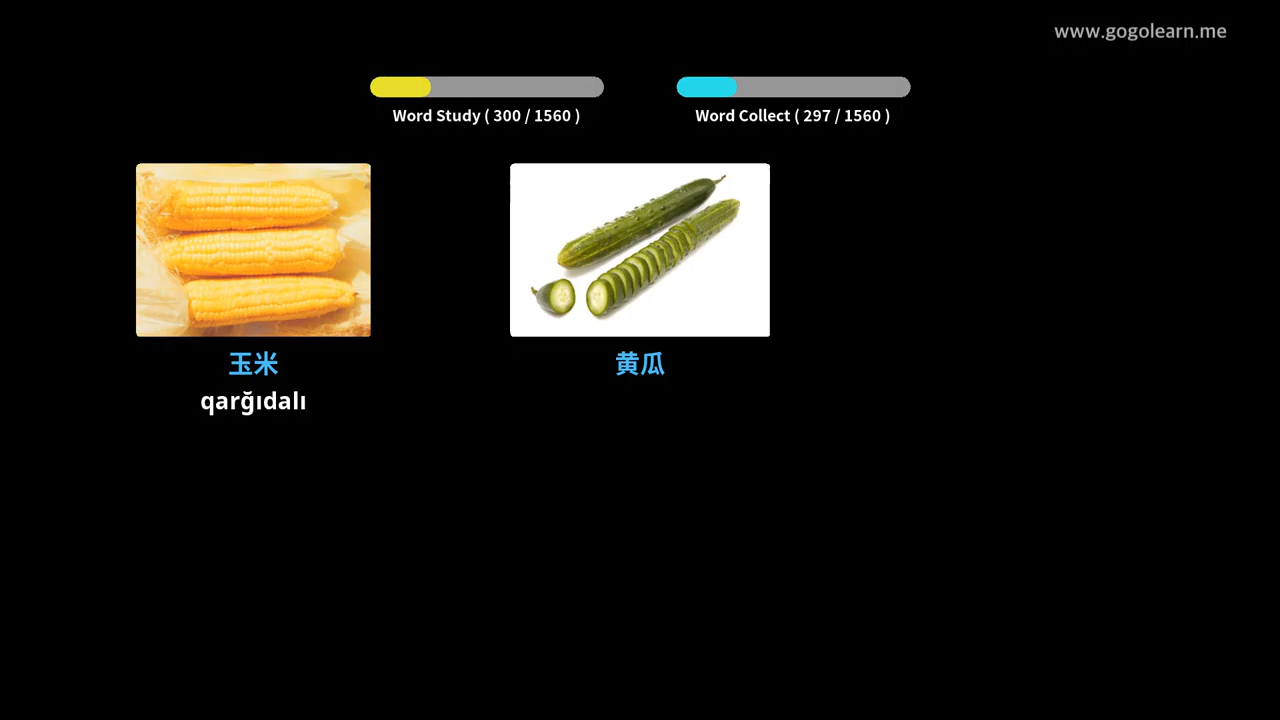 www.gogolearn.me
Word Study ( 300 / 1560 )
Word Collect ( 297 / 1560 )
玉米
qarğıdalı
黄瓜